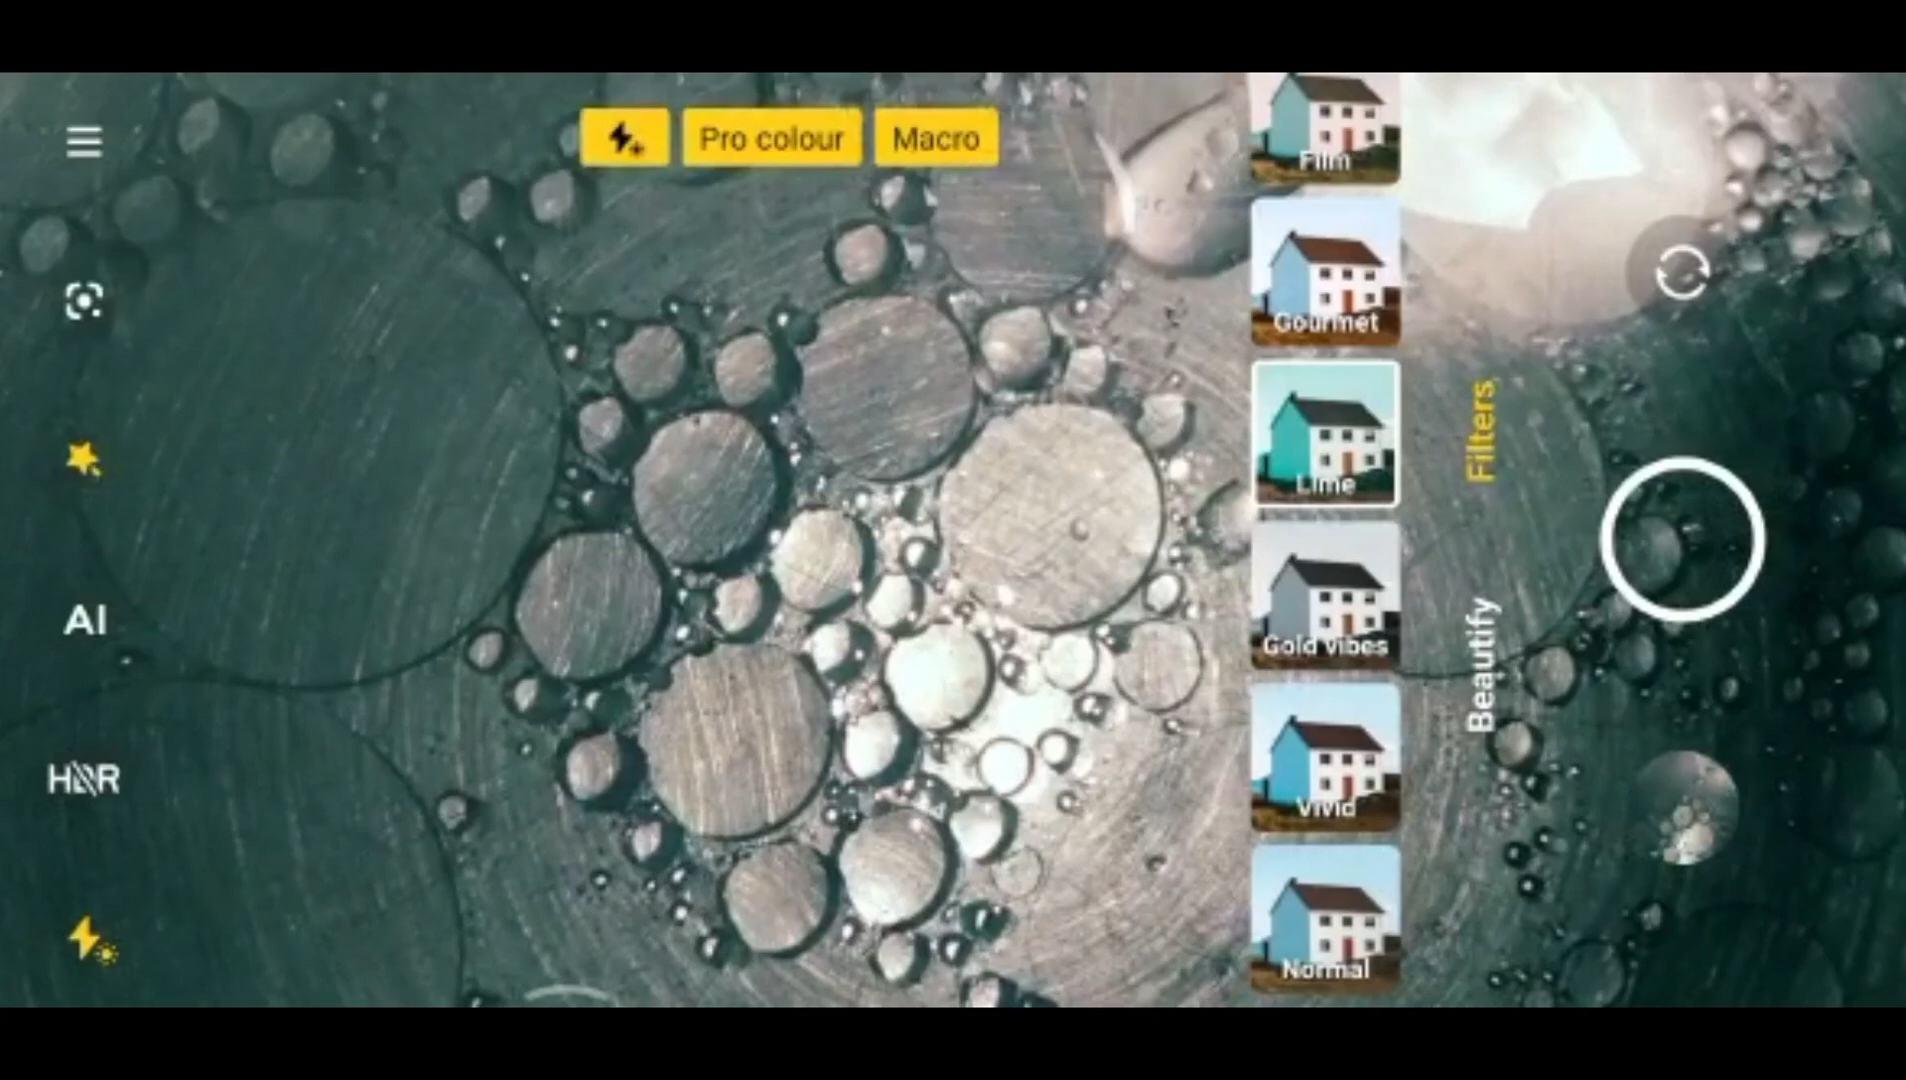 Pro colour
Macro
Film
Gourmet
Lime
Gold vibes
Vivid
Normal
Filters
Beautify
AI
HDR